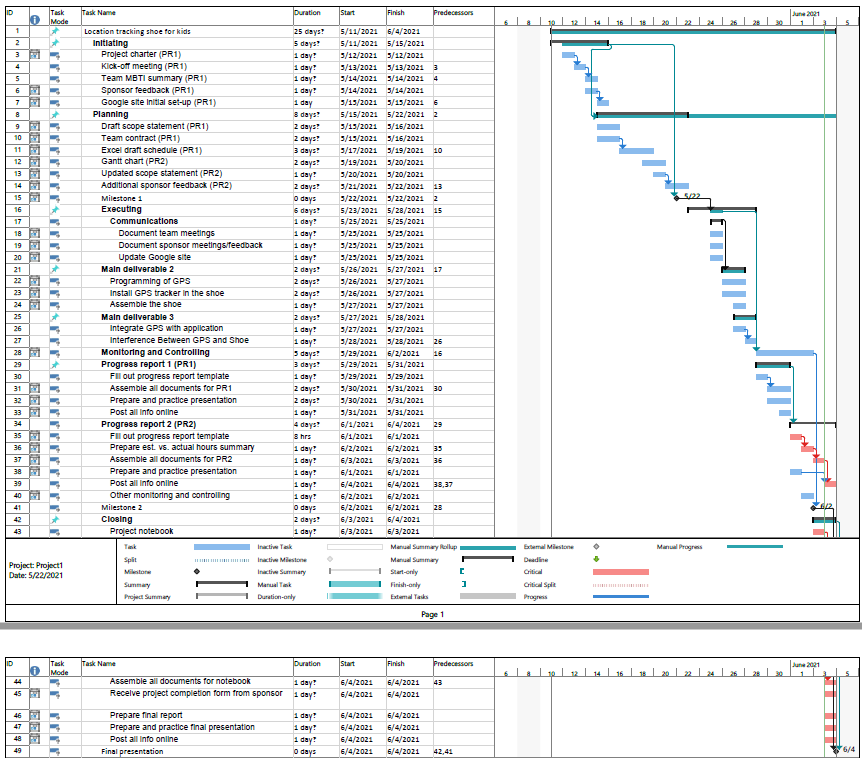 ID Task Mode Task Name Duration Start Finish Predecessors June 2021
6 8 10 12 14 16 18 20 22 24 26 28 30 1 3 5
1 Location tracking shoe for kids 25 days? 5/11/2021 6/4/2021
2 Initiating 5 days? 5/11/2021 5/15/2021
3 Project charter (PR1) 1 day? 5/12/2021 5/12/2021
4 Kick-off meeting (PR1) 1 day? 5/13/2021 5/13/2021 3
5 Team MBTI summary (PR1) 1 day? 5/14/2021 5/14/2021 4
6 Sponsor feedback (PR1) 1 day? 5/14/2021 5/14/2021
7 Google site initial set-up (PR1) 1 day 5/15/2021 5/15/2021 6
8 Planning 8 days? 5/15/2021 5/22/2021 2
9 Draft scope statement (PR1) 2 days? 5/15/2021 5/16/2021
10 Team contract (PR1) 2 days? 5/15/2021 5/16/2021
11 Excel draft schedule (PR1) 3 days? 5/17/2021 5/19/2021 10
12 Gantt chart (PR2) 2 days? 5/19/2021 5/20/2021
13 Updated scope statement (PR2) 1 day? 5/20/2021 5/20/2021
14 Additional sponsor feedback (PR2) 2 days? 5/21/2021 5/22/2021 13
15 Milestone 1 0 days 5/22/2021 5/22/2021 2 5/22
16 Executing 6 days? 5/23/2021 5/28/2021 15
17 Communications 1 day? 5/25/2021 5/25/2021
18 Document team meetings 1 day? 5/25/2021 5/25/2021
19 Document sponsor meetings/feedback 1 day? 5/25/2021 5/25/2021
20 Update Google site 1 day? 5/25/2021 5/25/2021
21 Main deliverable 2 2 days? 5/26/2021 5/27/2021 17
22 Programming of GPS 2 days? 5/26/2021 5/27/2021
23 Install GPS tracker in the shoe 2 days? 5/26/2021 5/27/2021
24 Assemble the shoe 1 day? 5/27/2021 5/27/2021
25 Main deliverable 3 2 days? 5/27/2021 5/28/2021
26 Integrate GPS with application 1 day? 5/27/2021 5/27/2021
27 Interference Between GPS and Shoe 1 day? 5/28/2021 5/28/2021 26
28 Monitoring and Controlling 5 days? 5/29/2021 6/2/2021 16
29 Progress report 1 (PR1) 3 days? 5/29/2021 5/31/2021
30 Fill out progress report template 1 day? 5/29/2021 5/29/2021
31 Assemble all documents for PR1 2 days? 5/30/2021 5/31/2021 30
32 Prepare and practice presentation 2 days? 5/30/2021 5/31/2021
33 Post all info online 1 day? 5/31/2021 5/31/2021
34 Progress report 2 (PR2) 4 days? 6/1/2021 6/4/2021 29
35 Fill out progress report template 8 hrs 6/1/2021 6/1/2021
36 Prepare est. vs. actual hours summary 1 day? 6/2/2021 6/2/2021 35
37 Assemble all documents for PR2 1 day? 6/3/2021 6/3/2021 36
38 Prepare and practice presentation 1 day? 6/1/2021 6/1/2021
39 Post all info online 1 day? 6/4/2021 6/4/2021 38,37
40 Other monitoring and controlling 1 day? 6/2/2021 6/2/2021
41 Milestone 2 0 days 6/2/2021 6/2/2021 28 6/2
42 Closing 2 days? 6/3/2021 6/4/2021
43 Project notebook 1 day? 6/3/2021 6/3/2021
Project: Project1
Date: 5/22/2021
Task Inactive Task Manual Summary Rollup External Milestone Manual Progress
Split Inactive Milestone Manual Summary Deadline
Milestone Inactive Summary Start-only Critical
Summary Manual Task Finish-only Critical Split
Project Summary Duration-only External Tasks Progress
Page 1
ID Task Mode Task Name Duration Start Finish Predecessors June 2021
6 8 10 12 14 16 18 20 22 24 26 28 30 1 3 5
44 Assemble all documents for notebook 1 day? 6/4/2021 6/4/2021 43
45 Receive project completion form from sponsor 1 day? 6/4/2021 6/4/2021
46 Prepare final report 1 day? 6/4/2021 6/4/2021
47 Prepare and practice final presentation 1 day? 6/4/2021 6/4/2021
48 Post all info online 1 day? 6/4/2021 6/4/2021
49 Final presentation 0 days 6/4/2021 6/4/2021 42,41 6/4